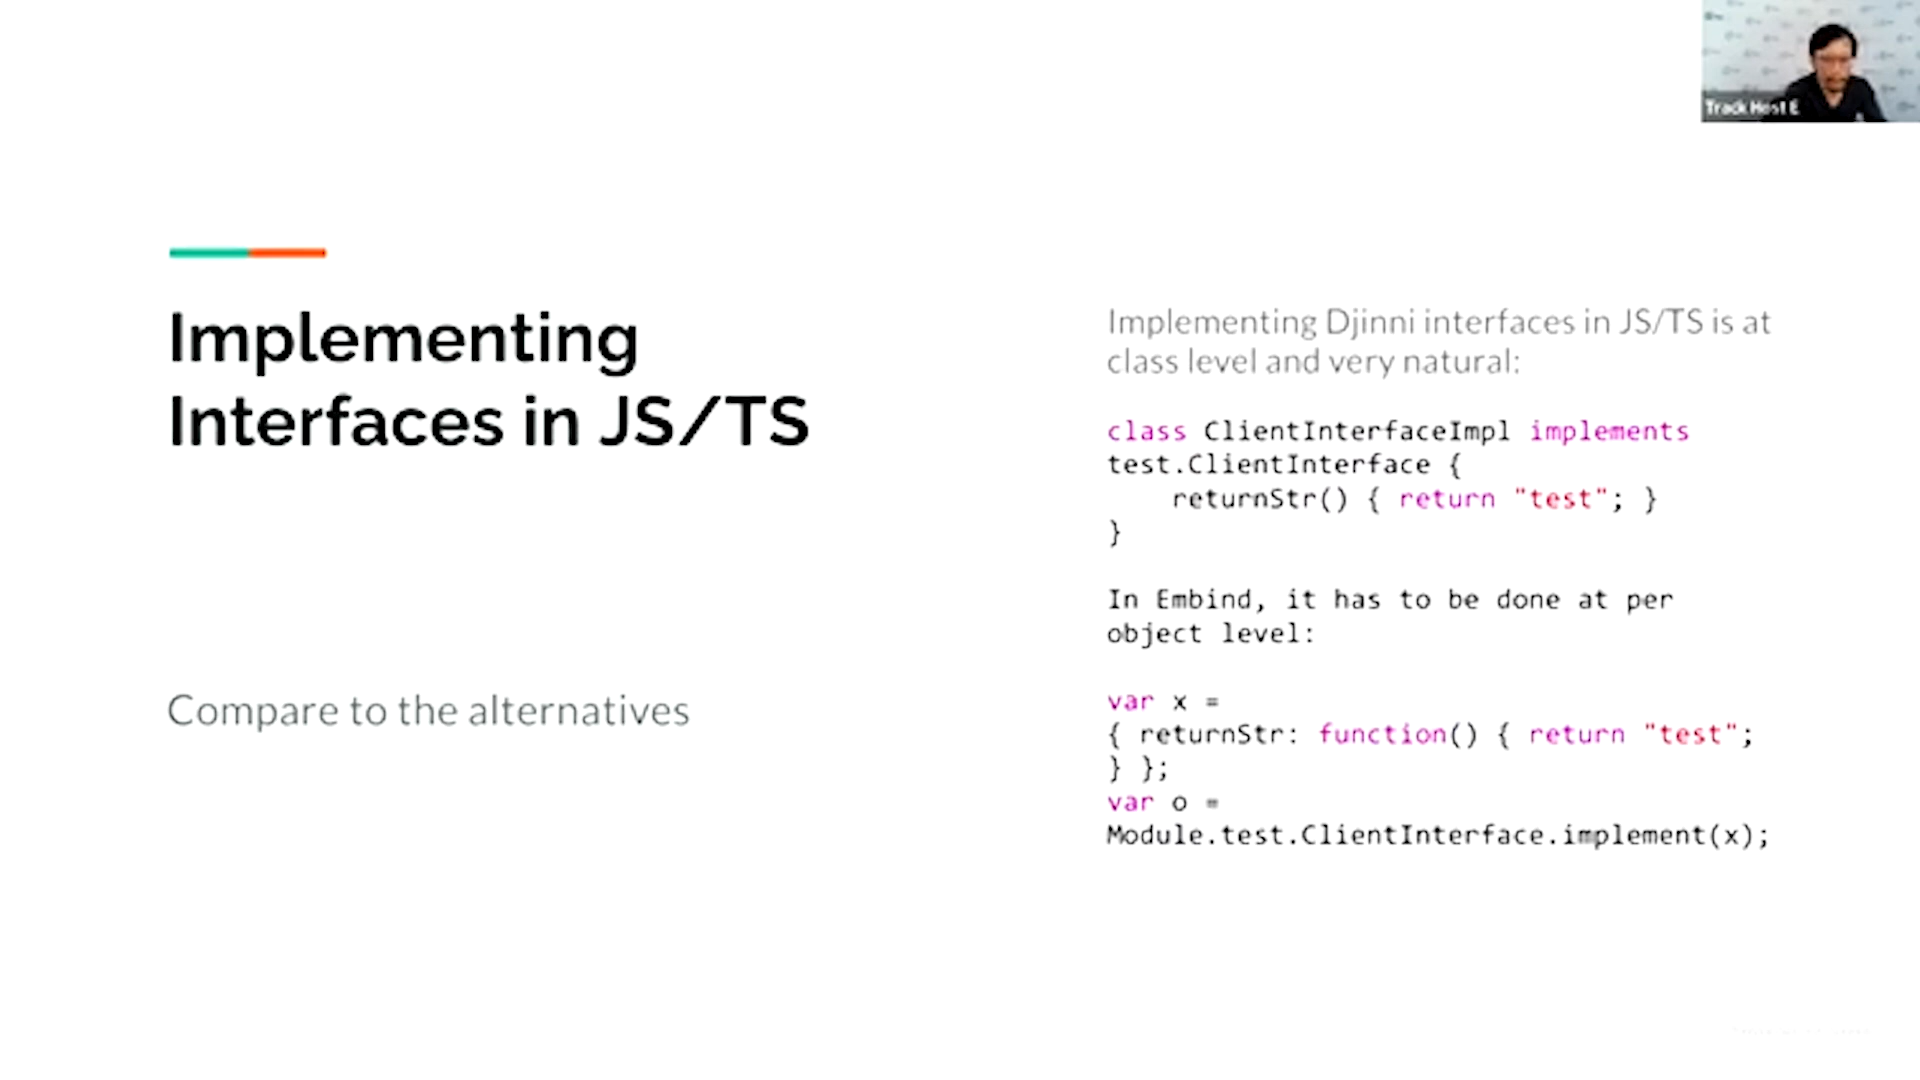 Track Host E
Implementing
Interfaces in JS/TS
Compare to the alternatives
Implementing Djinni interfaces in JS/TS is at
class level and very natural:
class ClientInterfaceImpl implements
test.ClientInterface {
    returnStr() { return "test"; }
}
In Embind, it has to be done at per
object level:
var x =
{ returnStr: function() { return "test";
} };
var o =
Module.test.ClientInterface.implement(x);